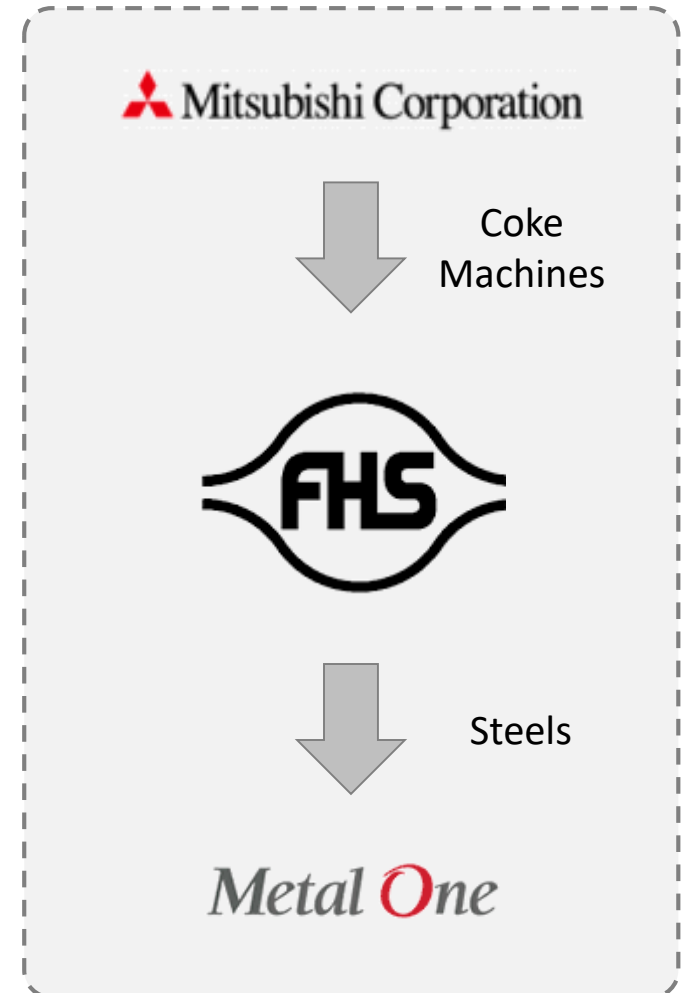 Mitsubishi Corporation
Coke
Machines
FHS
Steels
Metal One